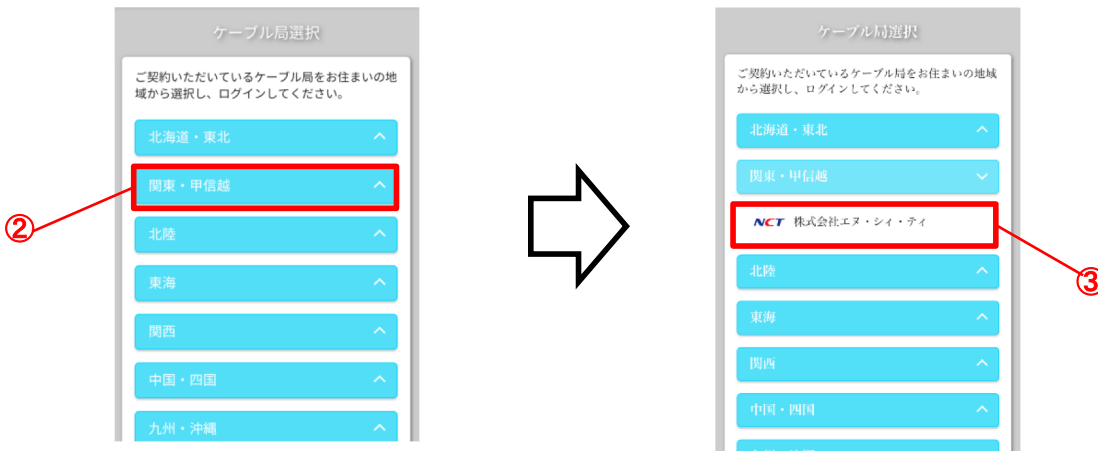 ケーブル局選択
ご契約いただいているケーブル局をお住まいの地
域から選択し、ログインしてください。
北海道・東北
関東・甲信越
②
北陸
東海
関西
中国・四国
九州・沖縄
ケーブル局選択
ご契約いただいているケーブル局をお住まいの地域
から選択し、ログインしてください。
北海道・東北
関東・甲信越
NCT 株式会社エヌ・シィ・ティ
③
北陸
東海
関西
中国・四国